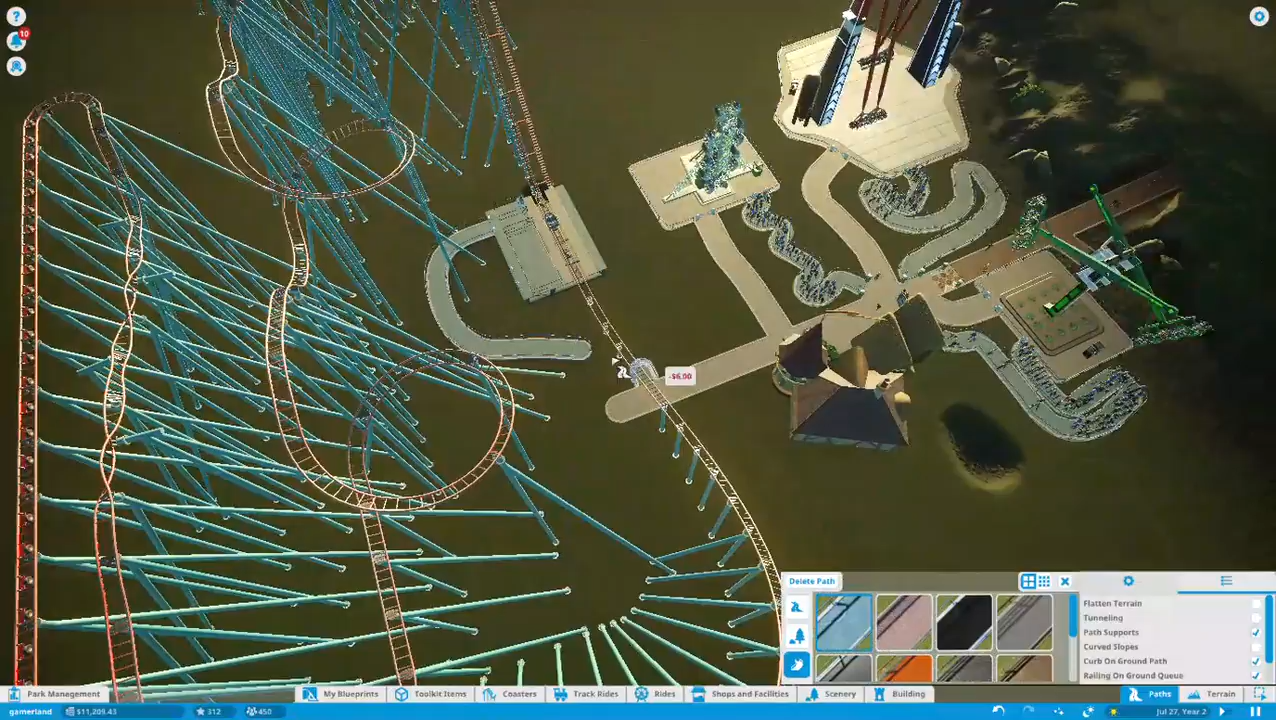 ?
10
-$6.00
Delete Path
Flatten Terrain
Tunneling
Path Supports
Curved Slopes
Curb On Ground Path
Railing On Ground Queue
Park Management
My Blueprints
Toolkit Items
Coasters
Track Rides
Rides
Shops and Facilities
Scenery
Building
Paths
Terrain
gamerland
$11,209.43
312
450
Jul 27, Year 2